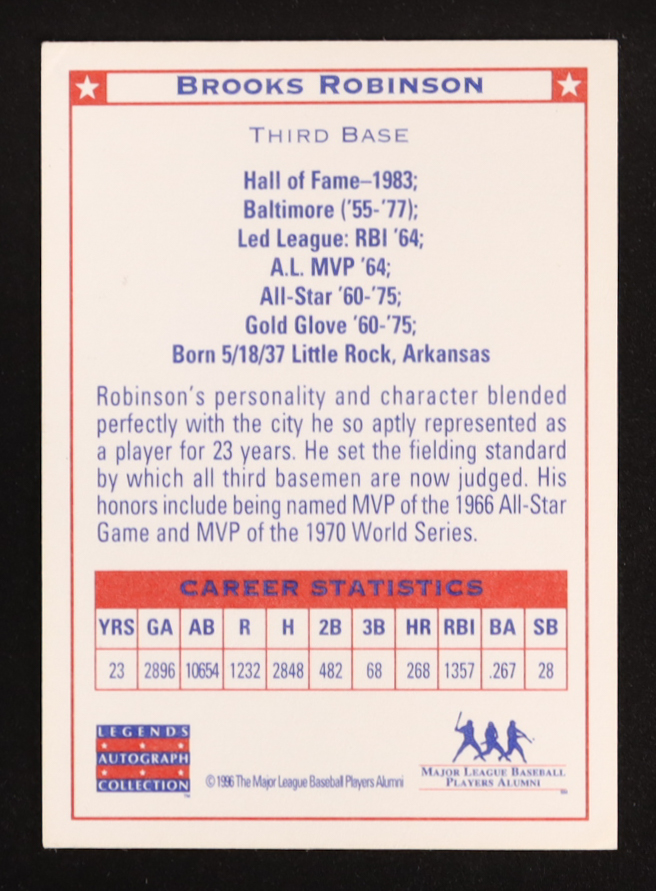 BROOKS ROBINSON
THIRD BASE
Hall of Fame–1983;
Baltimore ('55-'77);
Led League: RBI '64;
A.L. MVP '64;
All-Star '60-'75;
Gold Glove '60-'75;
Born 5/18/37 Little Rock, Arkansas
Robinson's personality and character blended
perfectly with the city he so aptly represented as
a player for 23 years. He set the fielding standard
by which all third basemen are now judged. His
honors include being named MVP of the 1966 All-Star
Game and MVP of the 1970 World Series.
CAREER STATISTICS
YRS GA AB R H 2B 3B HR RBI BA SB
23 2896 10654 1232 2848 482 68 268 1357 .267 28
LEGENDS
AUTOGRAPH
COLLECTION
™
©1996 The Major League Baseball Players Alumni
MAJOR LEAGUE BASEBALL
PLAYERS ALUMNI